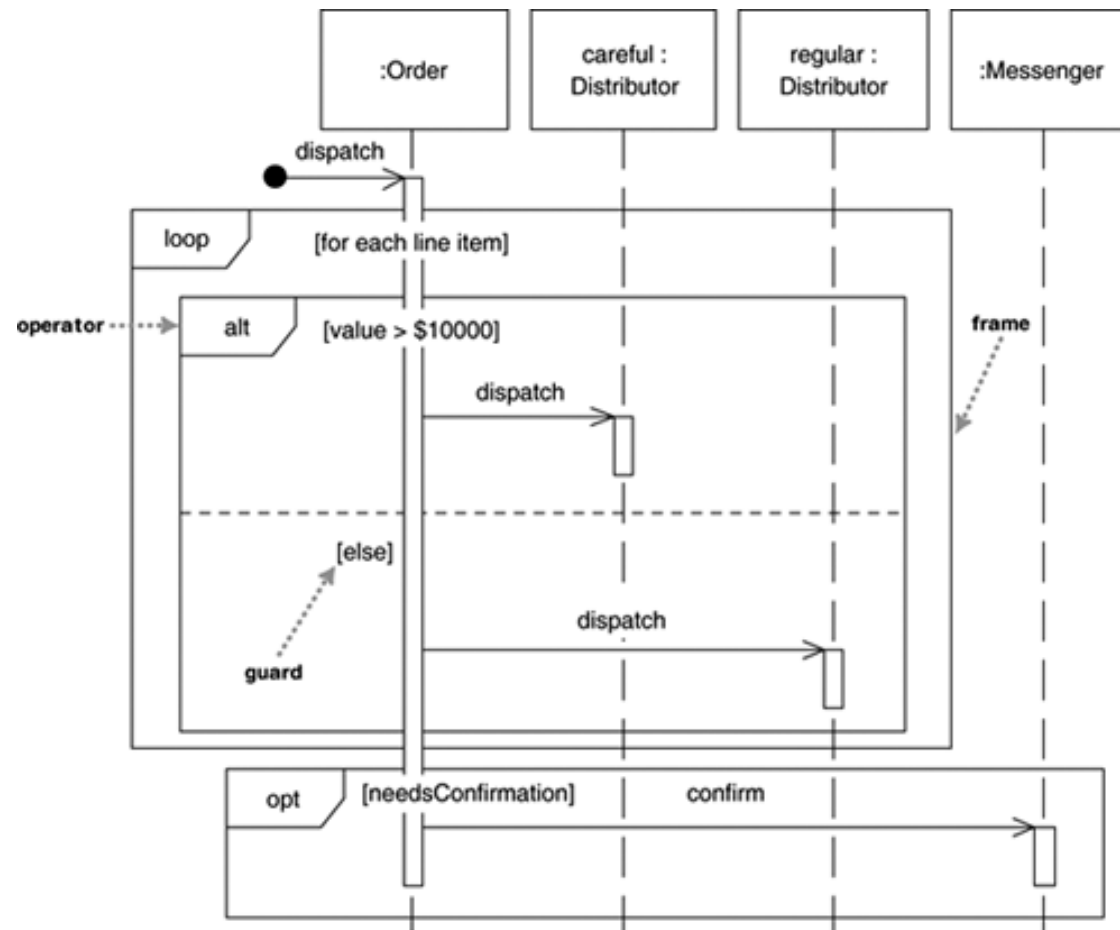 :Order
careful :
Distributor
regular :
Distributor
:Messenger
dispatch
loop
[for each line item]
operator
alt
[value > $10000]
frame
dispatch
[else]
dispatch
guard
opt
[needsConfirmation]
confirm